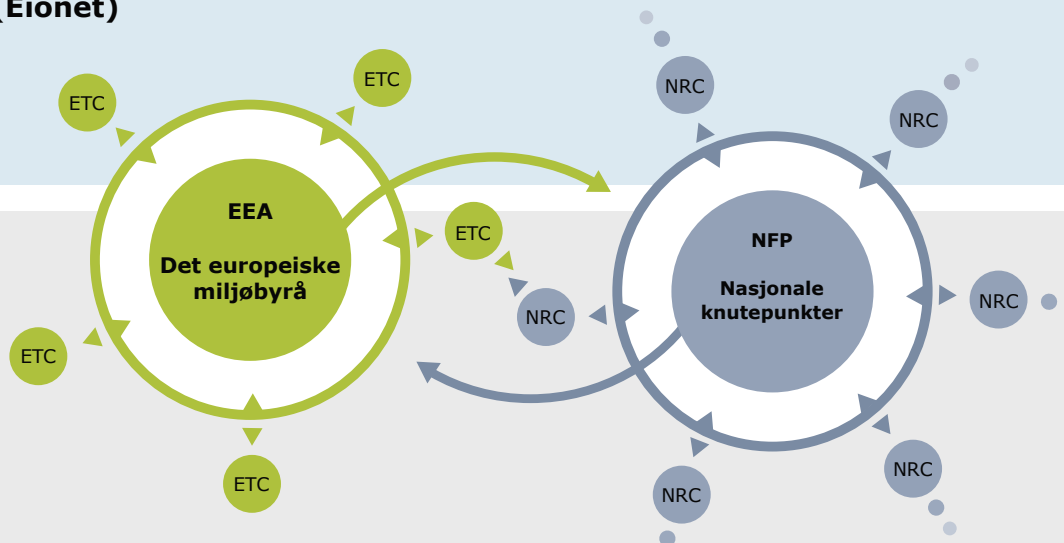 (Eionet)
ETC
ETC
NRC
NRC
EEA
Det europeiske
miljøbyrå
ETC
NRC
NFP
Nasjonale
knutepunkter
NRC
ETC
ETC
NRC
NRC